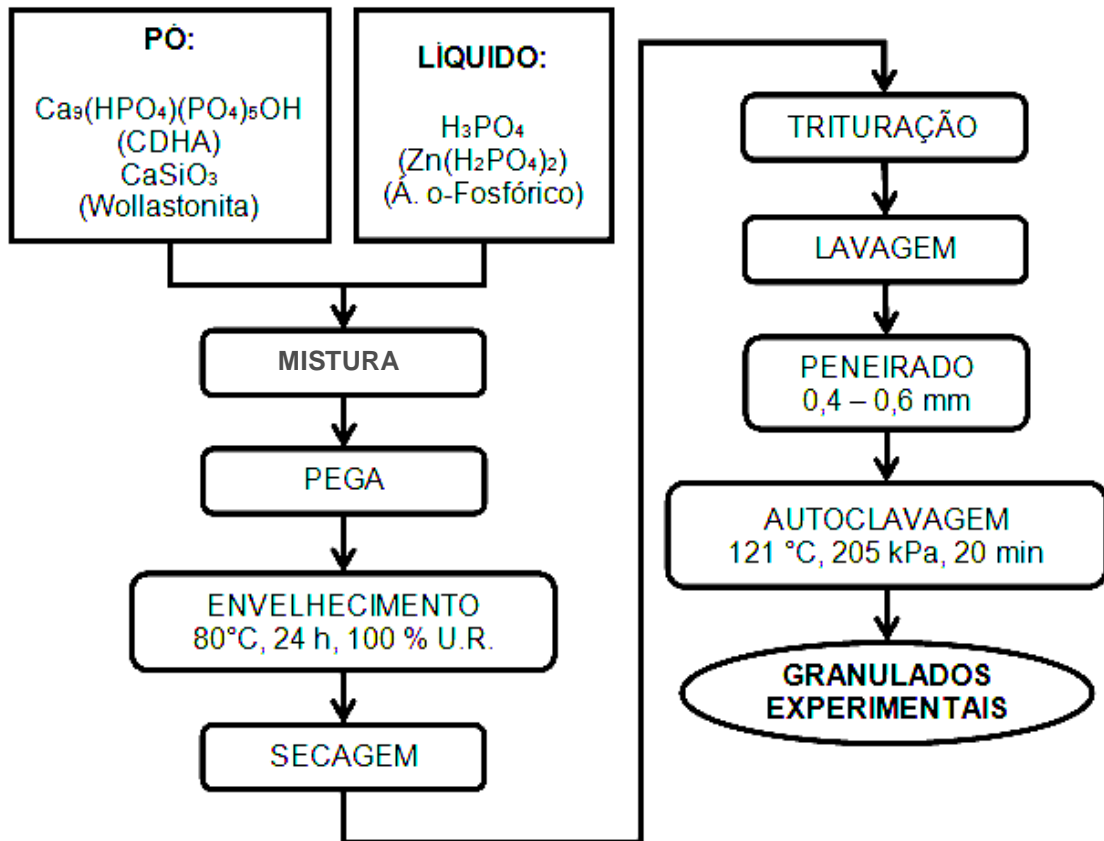 PÓ:
Ca₉(HPO₄)(PO₄)₅OH
(CDHA)
CaSiO₃
(Wollastonita)
LÍQUIDO:
H₃PO₄
(Zn(H₂PO₄)₂)
(Á. o-Fosfórico)
MISTURA
PEGA
ENVELHECIMENTO
80°C, 24 h, 100 % U.R.
SECAGEM
TRITURAÇÃO
LAVAGEM
PENEIRADO
0,4 – 0,6 mm
AUTOCLAVAGEM
121 °C, 205 kPa, 20 min
GRANULADOS
EXPERIMENTAIS